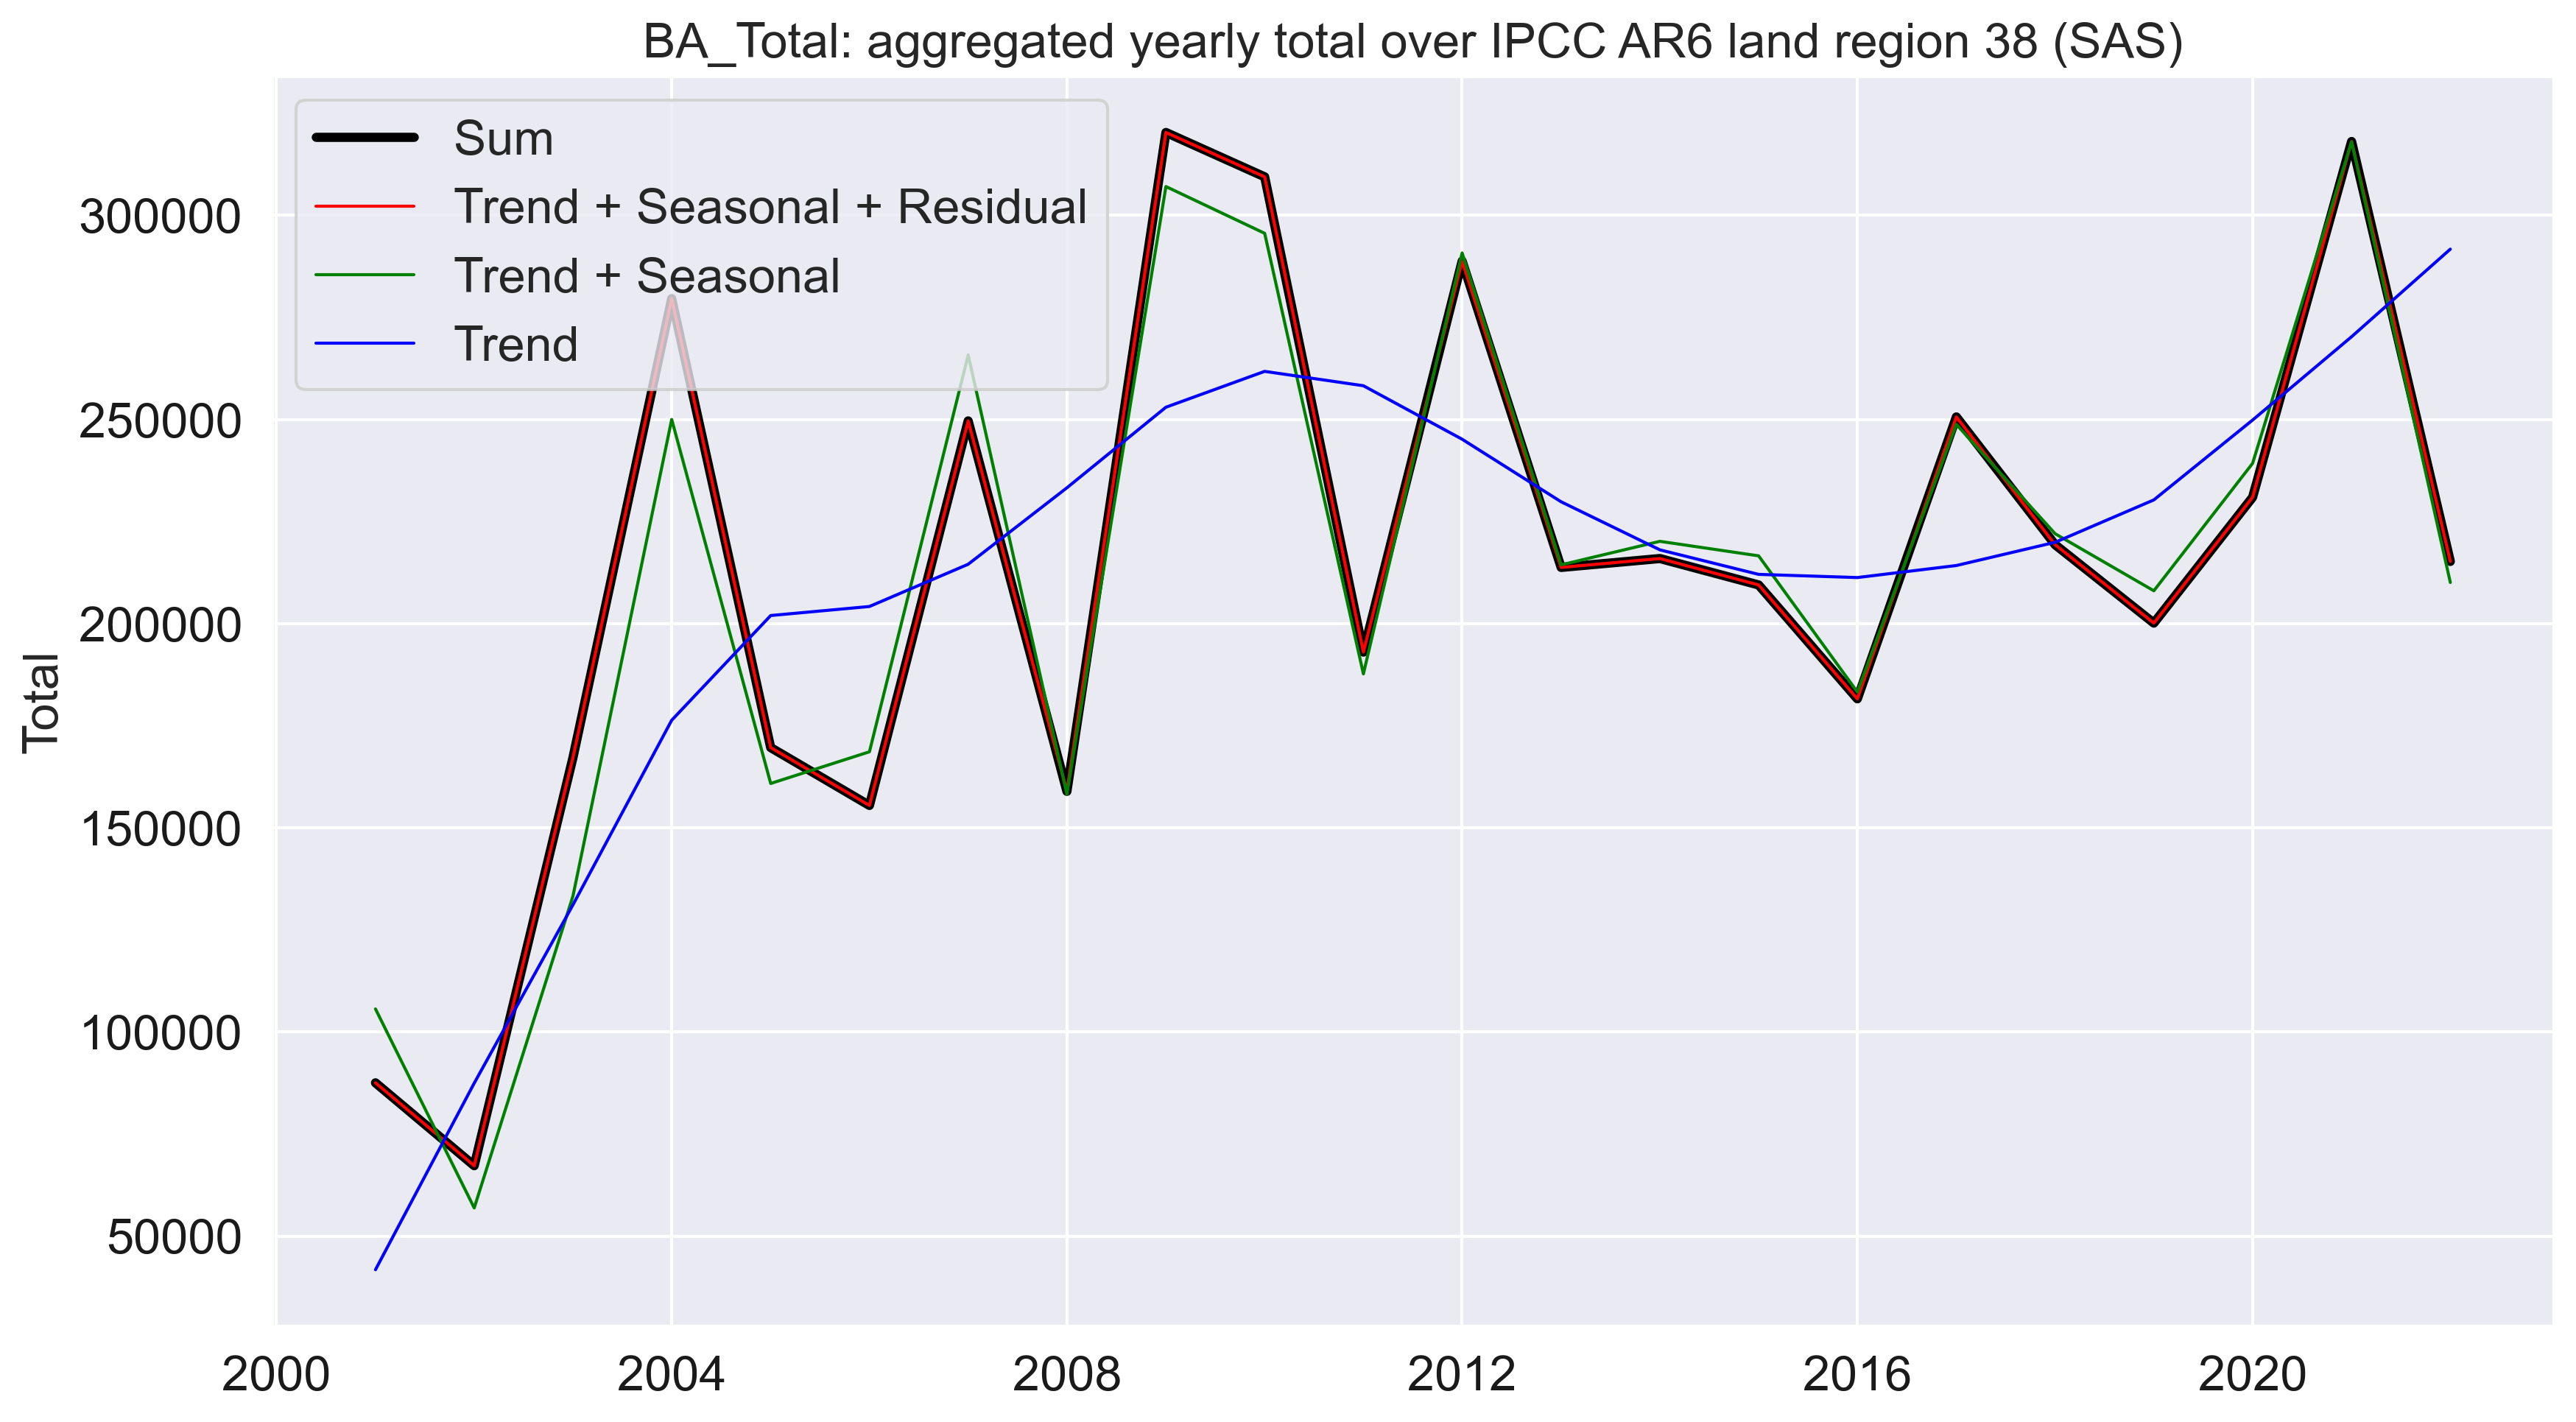 BA_Total: aggregated yearly total over IPCC AR6 land region 38 (SAS)
Sum
Trend + Seasonal + Residual
Trend + Seasonal
Trend
300000
250000
200000
150000
100000
50000
Total
2000 2004 2008 2012 2016 2020